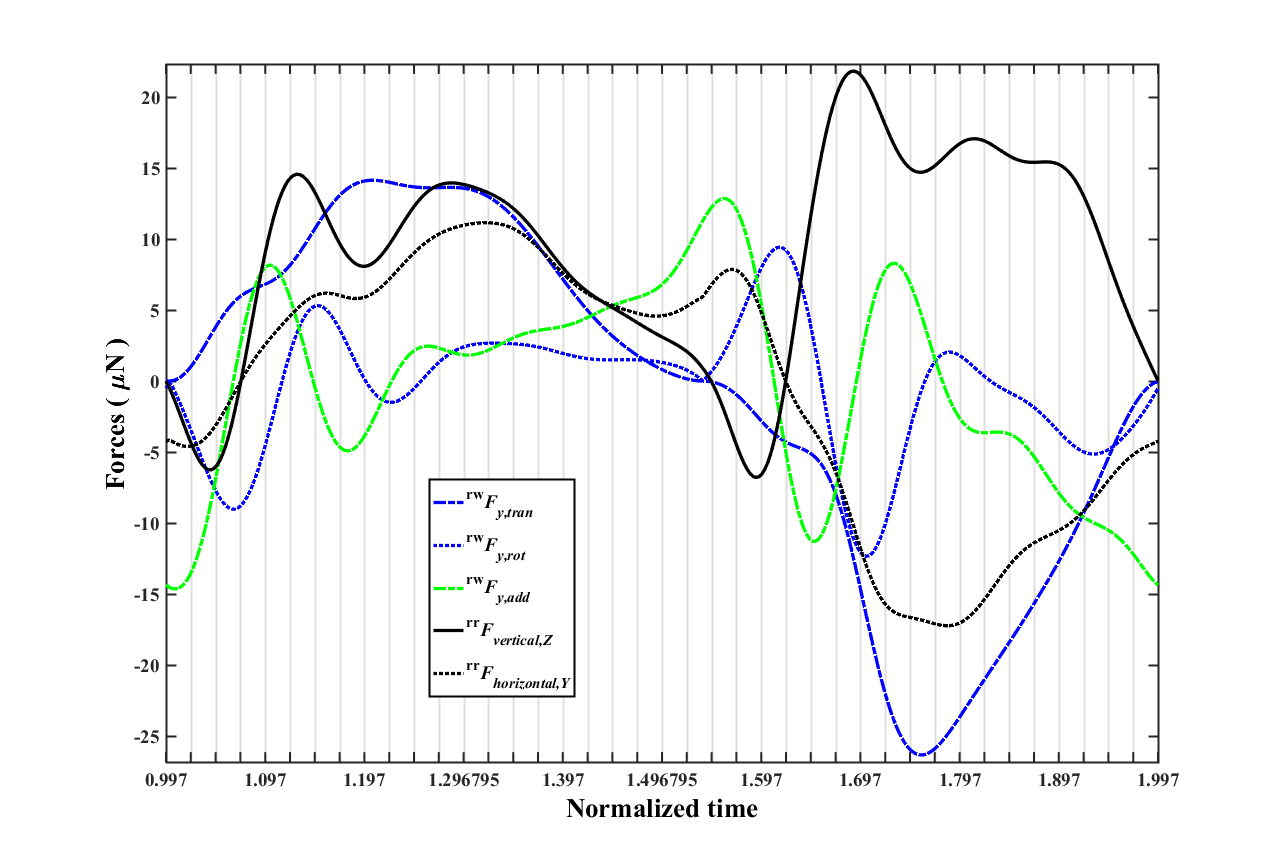 20
15
10
5
0
-5
-10
-15
-20
-25
Forces ( μN )
rwFy,tran
rwFy,rot
rwFy,add
rrFvertical,Z
rrFhorizontal,Y
0.997 1.097 1.197 1.296795 1.397 1.496795 1.597 1.697 1.797 1.897 1.997
Normalized time